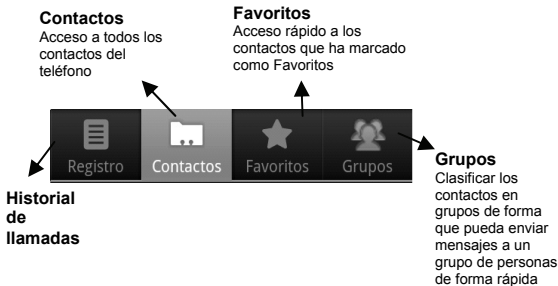 Contactos
Acceso a todos los
contactos del
teléfono
Favoritos
Acceso rápido a los
contactos que ha marcado
como Favoritos
Registro
Contactos
Favoritos
Grupos
Historial
de
llamadas
Grupos
Clasificar los
contactos en
grupos de forma
que pueda enviar
mensajes a un
grupo de personas
de forma rápida